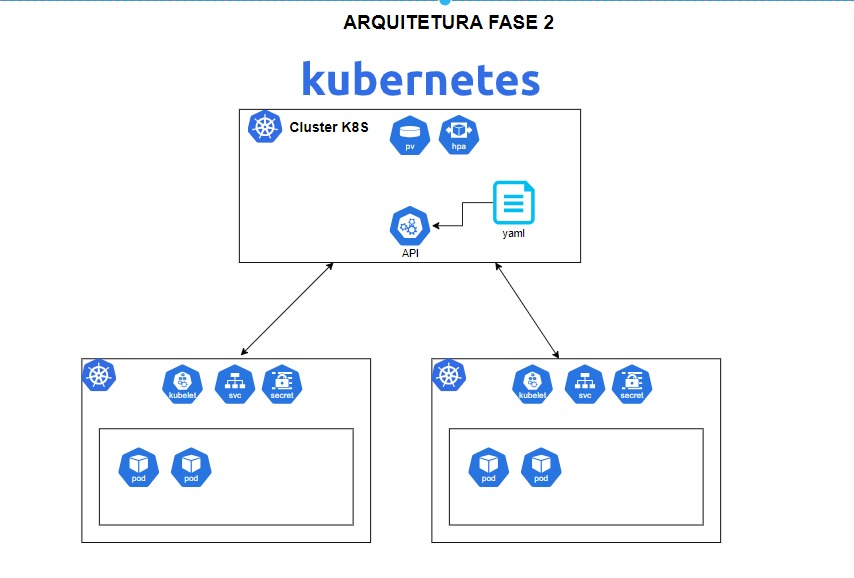 ARQUITETURA FASE 2
kubernetes
Cluster K8S
pv
hpa
yaml
API
kubelet
svc
secret
kubelet
svc
secret
pod
pod
pod
pod